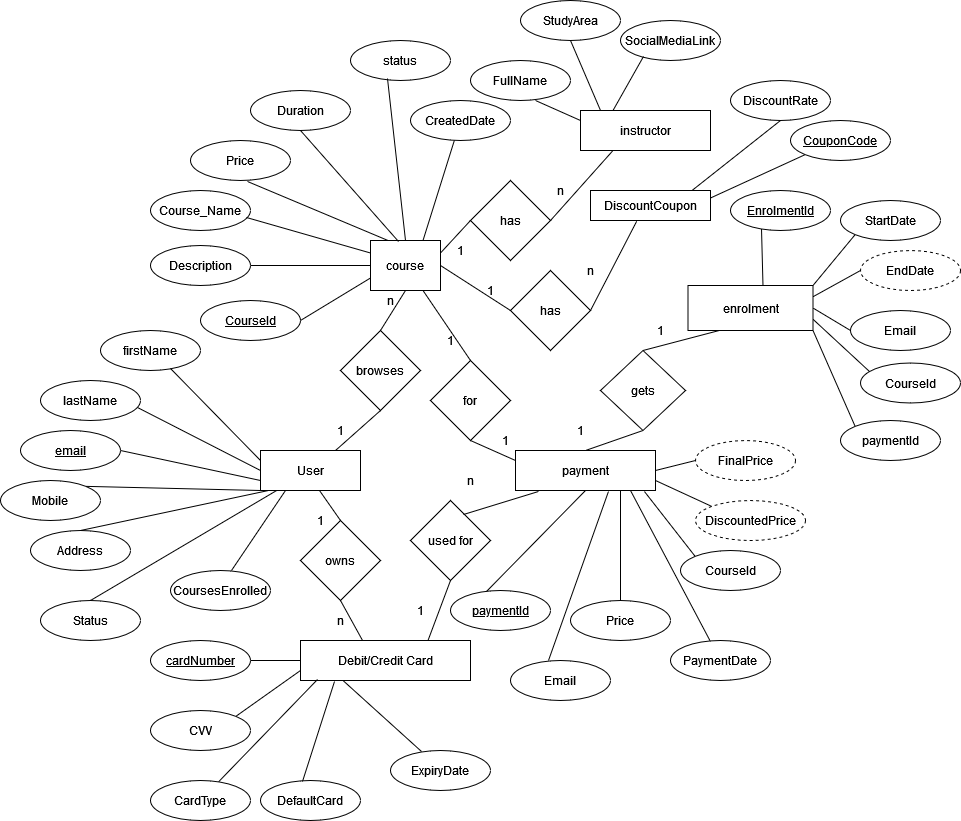 StudyArea
SocialMediaLink
status
FullName
DiscountRate
Duration
CreatedDate
instructor
CouponCode
Price
n
DiscountCoupon
Course_Name
has
EnrolmentId
StartDate
1
Description
course
n
EndDate
1
has
n
enrolment
CourseId
Email
1
1
firstName
browses
CourseId
gets
lastName
for
1
1
1
paymentId
email
User
payment
FinalPrice
n
Mobile
1
DiscountedPrice
used for
Address
owns
CourseId
CoursesEnrolled
1
paymentId
Status
n
Price
cardNumber
Debit/Credit Card
PaymentDate
Email
CVV
ExpiryDate
CardType
DefaultCard